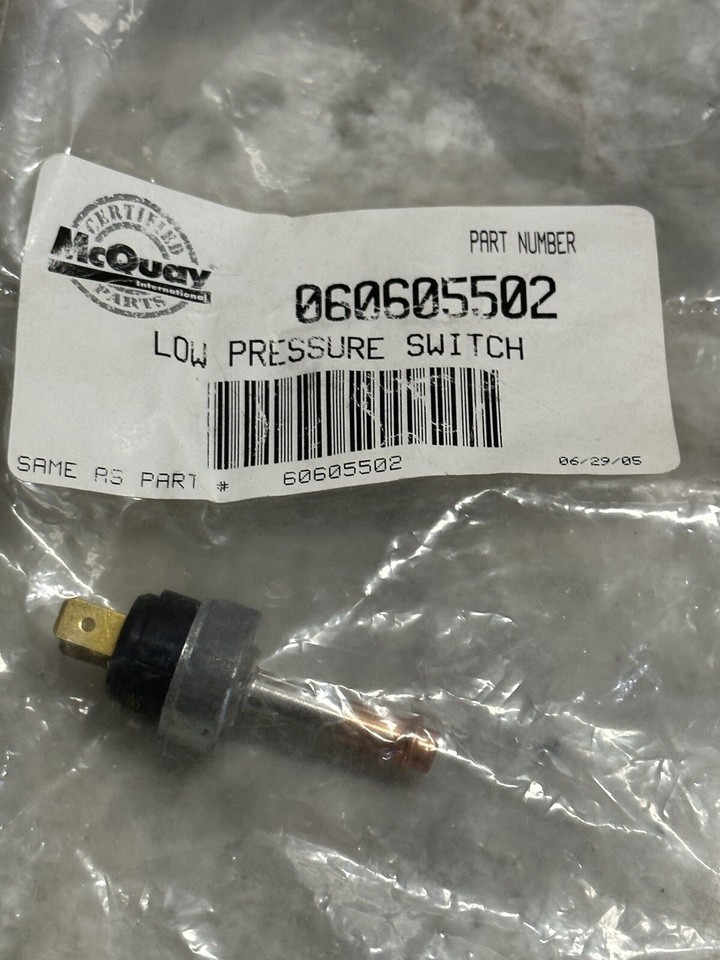 CERTIFIED
McQuay®
International
PARTS
PART NUMBER
060605502
LOW PRESSURE SWITCH
SAME AS PART # 60605502
06/29/05